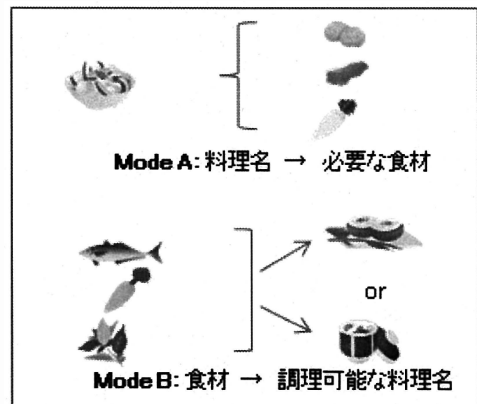 Mode A: 料理名 → 必要な食材
or
Mode B: 食材 → 調理可能な料理名